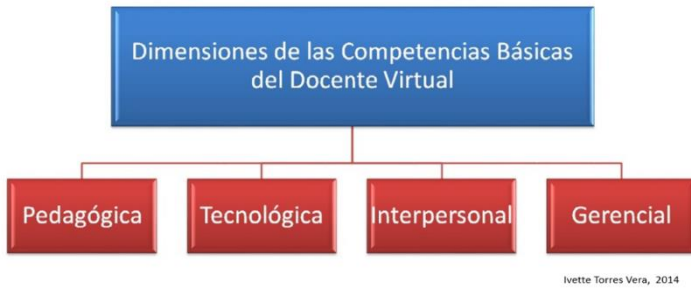 Dimensiones de las Competencias Básicas
del Docente Virtual
Pedagógica
Tecnológica
Interpersonal
Gerencial
Ivette Torres Vera, 2014